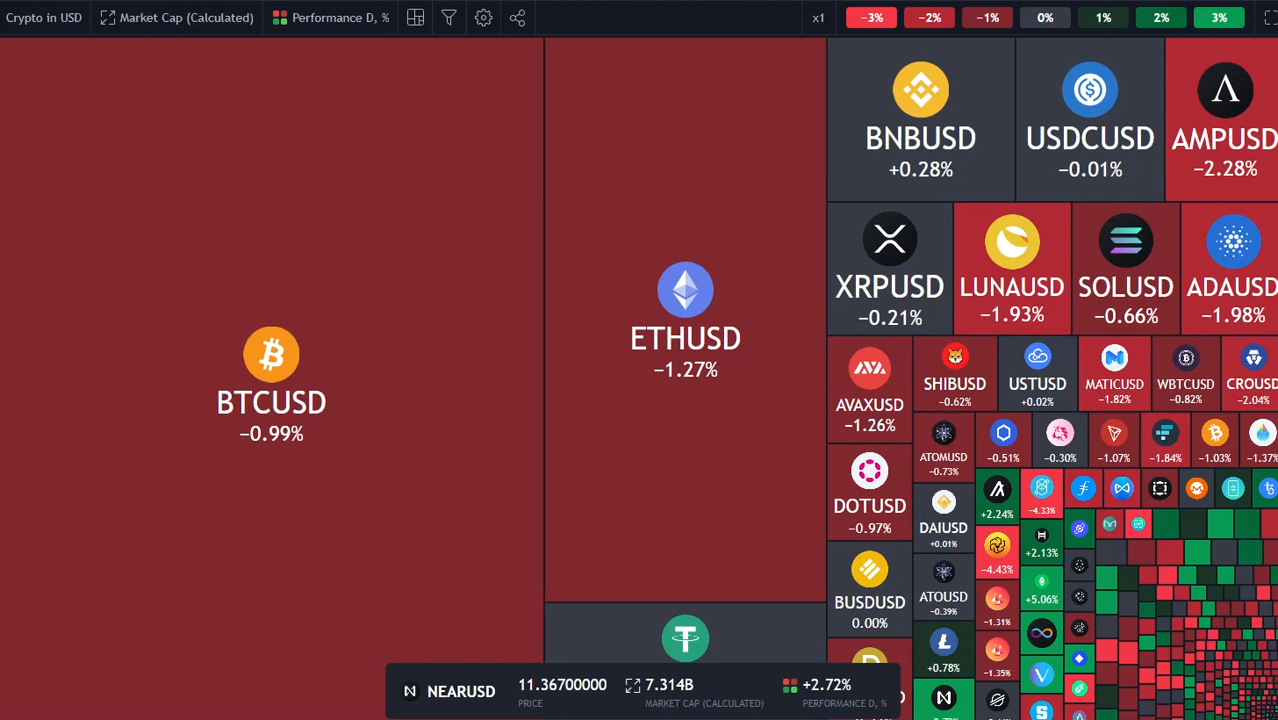 Crypto in USD
Market Cap (Calculated)
Performance D, %
x1
−3%
−2%
−1%
0%
1%
2%
3%
BTCUSD
−0.99%
ETHUSD
−1.27%
BNBUSD
+0.28%
USDCUSD
−0.01%
AMPUSD
−2.28%
XRPUSD
−0.21%
LUNAUSD
−1.93%
SOLUSD
−0.66%
ADAUSD
−1.98%
AVAXUSD
−1.26%
SHIBUSD
−0.62%
USTUSD
+0.02%
MATICUSD
−1.82%
WBTCUSD
−0.82%
CROUSD
−2.04%
ATOMUSD
−0.73%
−0.51%
−0.30%
−1.07%
−1.84%
−1.03%
−1.37%
DOTUSD
−0.97%
DAIUSD
+0.01%
+2.24%
−4.33%
BUSDUSD
0.00%
ATOUSD
−0.39%
−4.43%
+2.13%
+5.06%
−1.31%
+0.78%
−1.35%
NEARUSD
11.36700000
PRICE
7.314B
MARKET CAP (CALCULATED)
+2.72%
PERFORMANCE D, %